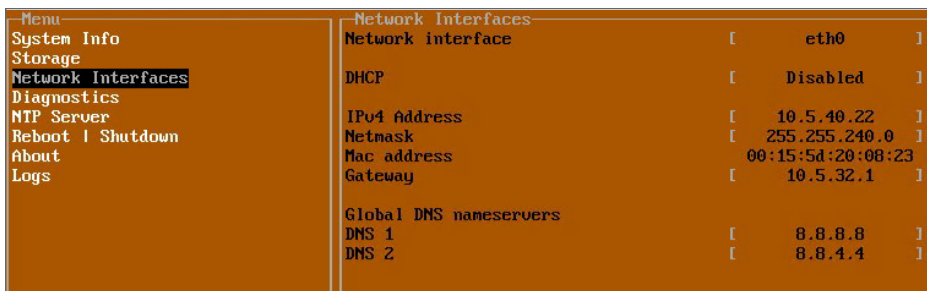 Menu
System Info
Storage
Network Interfaces
Diagnostics
NTP Server
Reboot | Shutdown
About
Logs
Network Interfaces
Network interface [ eth0 ]
DHCP [ Disabled ]
IPv4 Address [ 10.5.40.22 ]
Netmask [ 255.255.240.0 ]
Mac address 00:15:5d:20:08:23
Gateway [ 10.5.32.1 ]
Global DNS nameservers
DNS 1 [ 8.8.8.8 ]
DNS 2 [ 8.8.4.4 ]